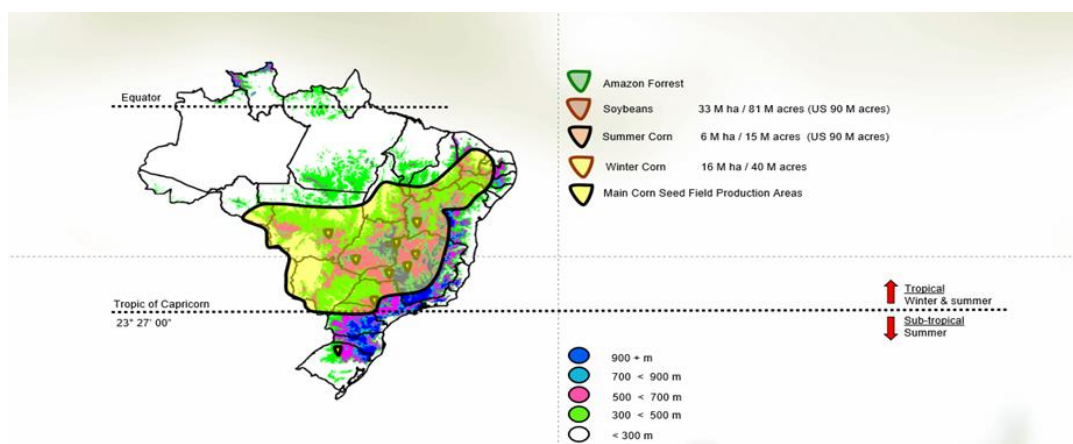 Equator
Tropic of Capricorn
23° 27' 00"
Amazon Forrest
Soybeans 33 M ha / 81 M acres (US 90 M acres)
Summer Corn 6 M ha / 15 M acres (US 90 M acres)
Winter Corn 16 M ha / 40 M acres
Main Corn Seed Field Production Areas
Tropical
Winter & summer
Sub-tropical
Summer
900 + m
700 < 900 m
500 < 700 m
300 < 500 m
< 300 m